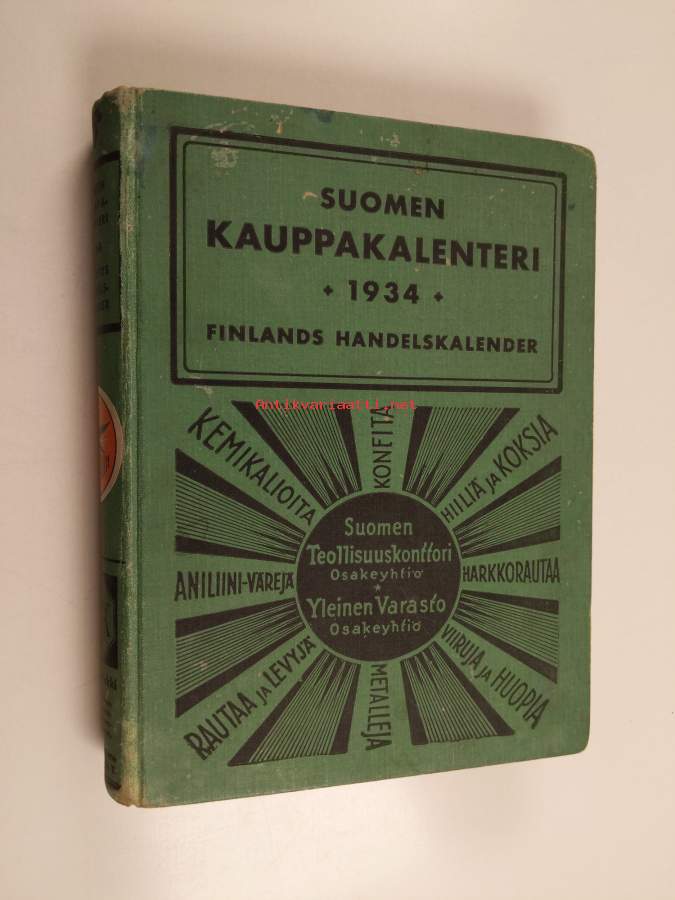 SUOMEN
KAUPPAKALENTERI
1934
FINLANDS HANDELSKALENDER
Antikvariaatti.net
KEMIKALIOITA
KONEITA
HIILIÄ ja KOKSIA
ANILIINI-VÄREJÄ
Suomen
Teollisuuskonttori
Osakeyhtiö
Yleinen Varasto
Osakeyhtiö
HARKKORAUTAA
RAUTAA ja LEVYJÄ
METALLEJA
VIIRUJA ja HUOPIA